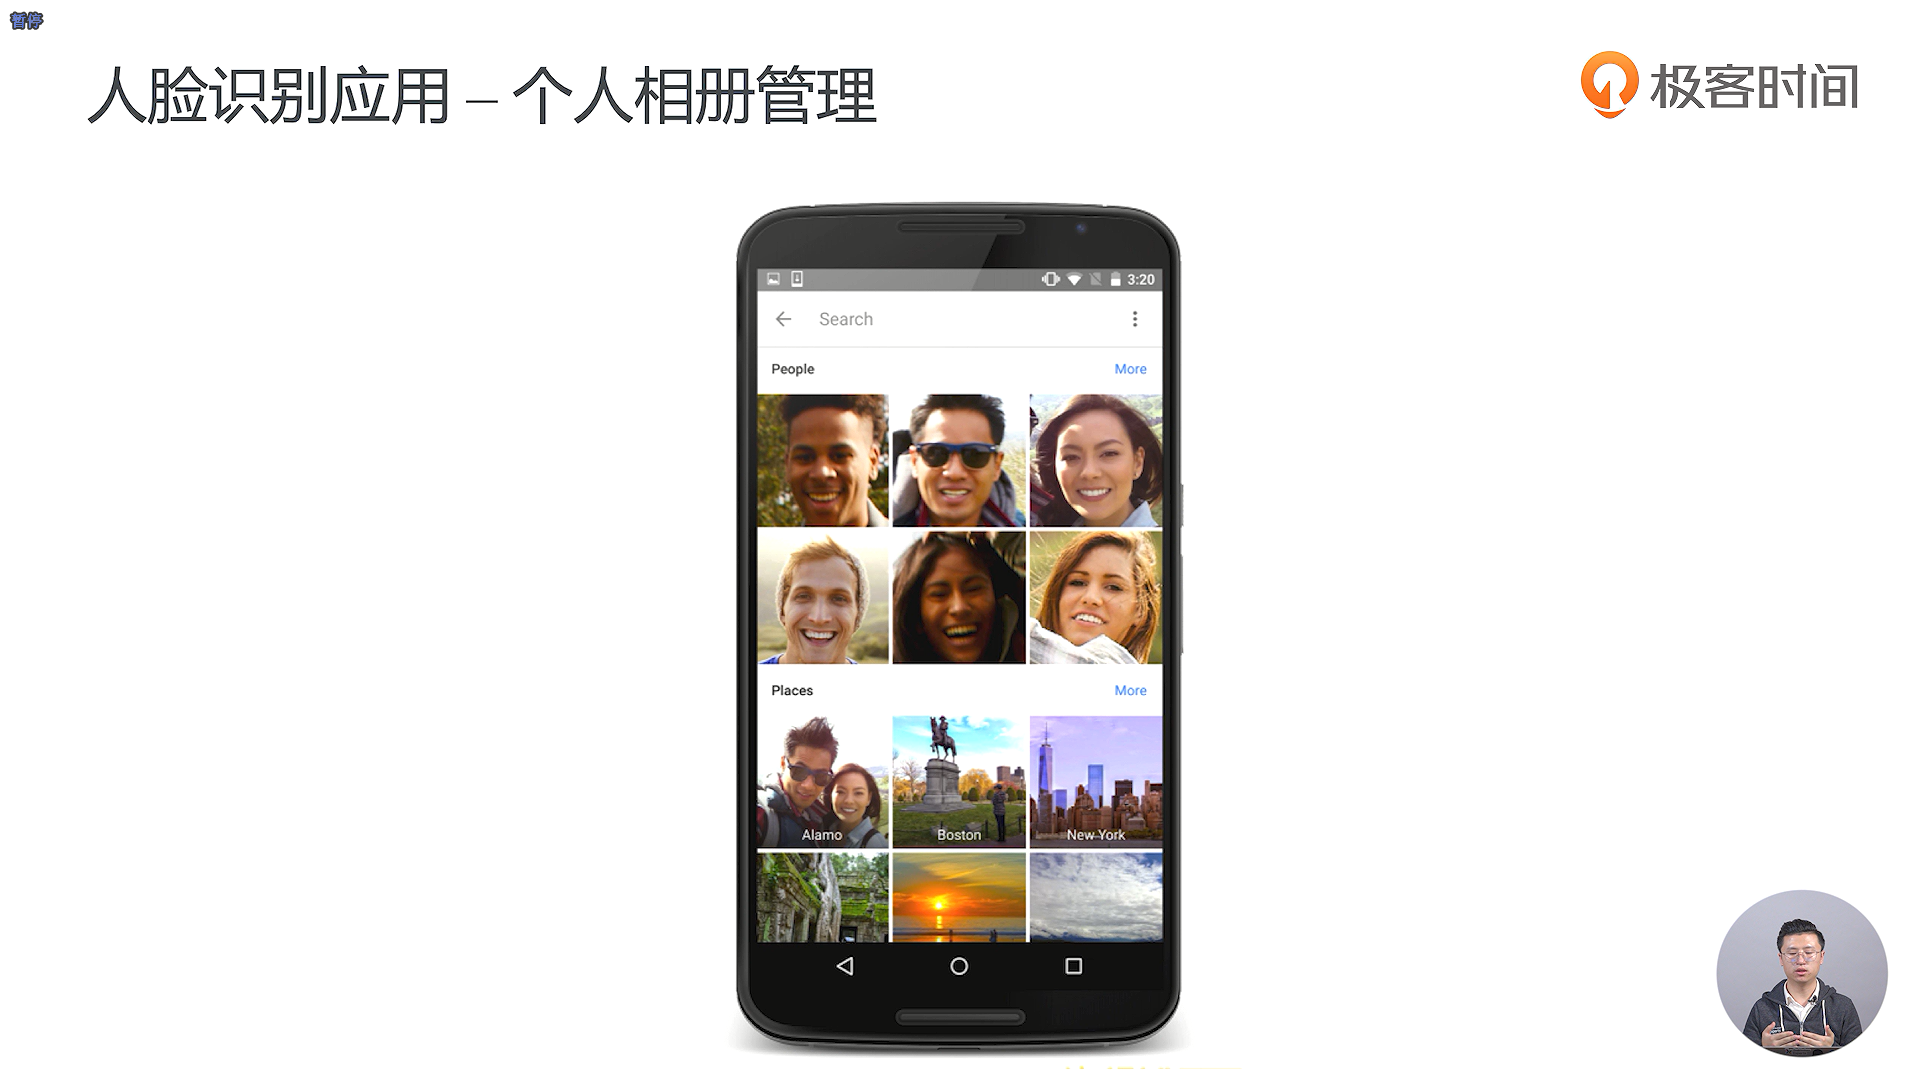 暂停
人脸识别应用 – 个人相册管理
极客时间
3:20
Search
People
More
Places
More
Alamo
Boston
New York